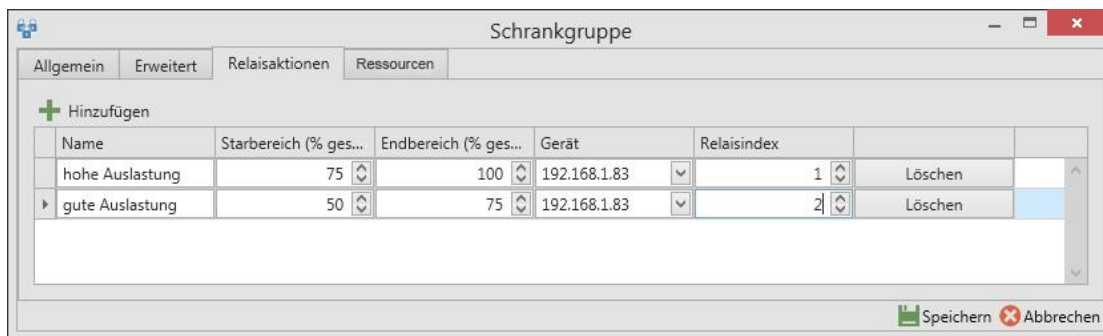 Schrankgruppe
Allgemein Erweitert Relaisaktionen Ressourcen
Hinzufügen
Name Starbereich (% ges... Endbereich (% ges... Gerät Relaisindex
hohe Auslastung 75 100 192.168.1.83 1 Löschen
gute Auslastung 50 75 192.168.1.83 2 Löschen
Speichern Abbrechen